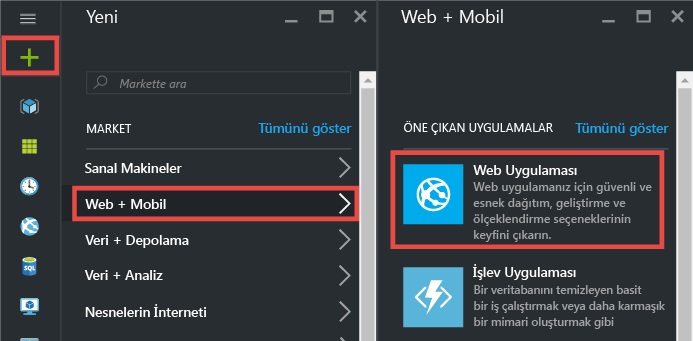 Yeni
Markette ara
MARKET Tümünü göster
Sanal Makineler
Web + Mobil
Veri + Depolama
Veri + Analiz
Nesnelerin İnterneti
SQL
Web + Mobil
ÖNE ÇIKAN UYGULAMALAR Tümünü göster
Web Uygulaması
Web uygulamanız için güvenli ve
esnek dağıtım, geliştirme ve
ölçeklendirme seçeneklerinin
keyfini çıkarın.
İşlev Uygulaması
Bir veritabanını temizleyen basit
bir iş çalıştırmak veya daha karmaşık
bir mimari oluşturmak gibi